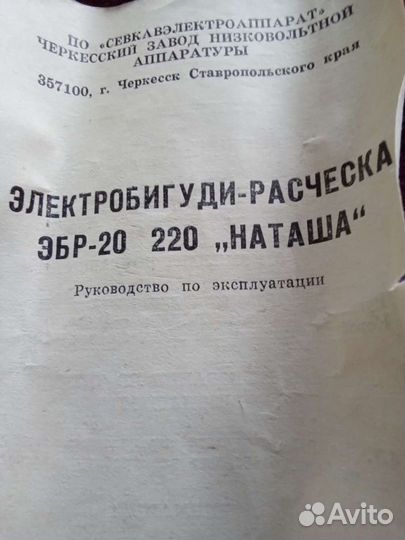 ПО «СЕВКАВЭЛЕКТРОАППАРАТ»
ЧЕРКЕССКИЙ ЗАВОД НИЗКОВОЛЬТНОЙ
АППАРАТУРЫ
357100, г. Черкесск Ставропольского края
ЭЛЕКТРОБИГУДИ-РАСЧЕСКА
ЭБР-20 220 „НАТАША“
Руководство по эксплуатации
Avito